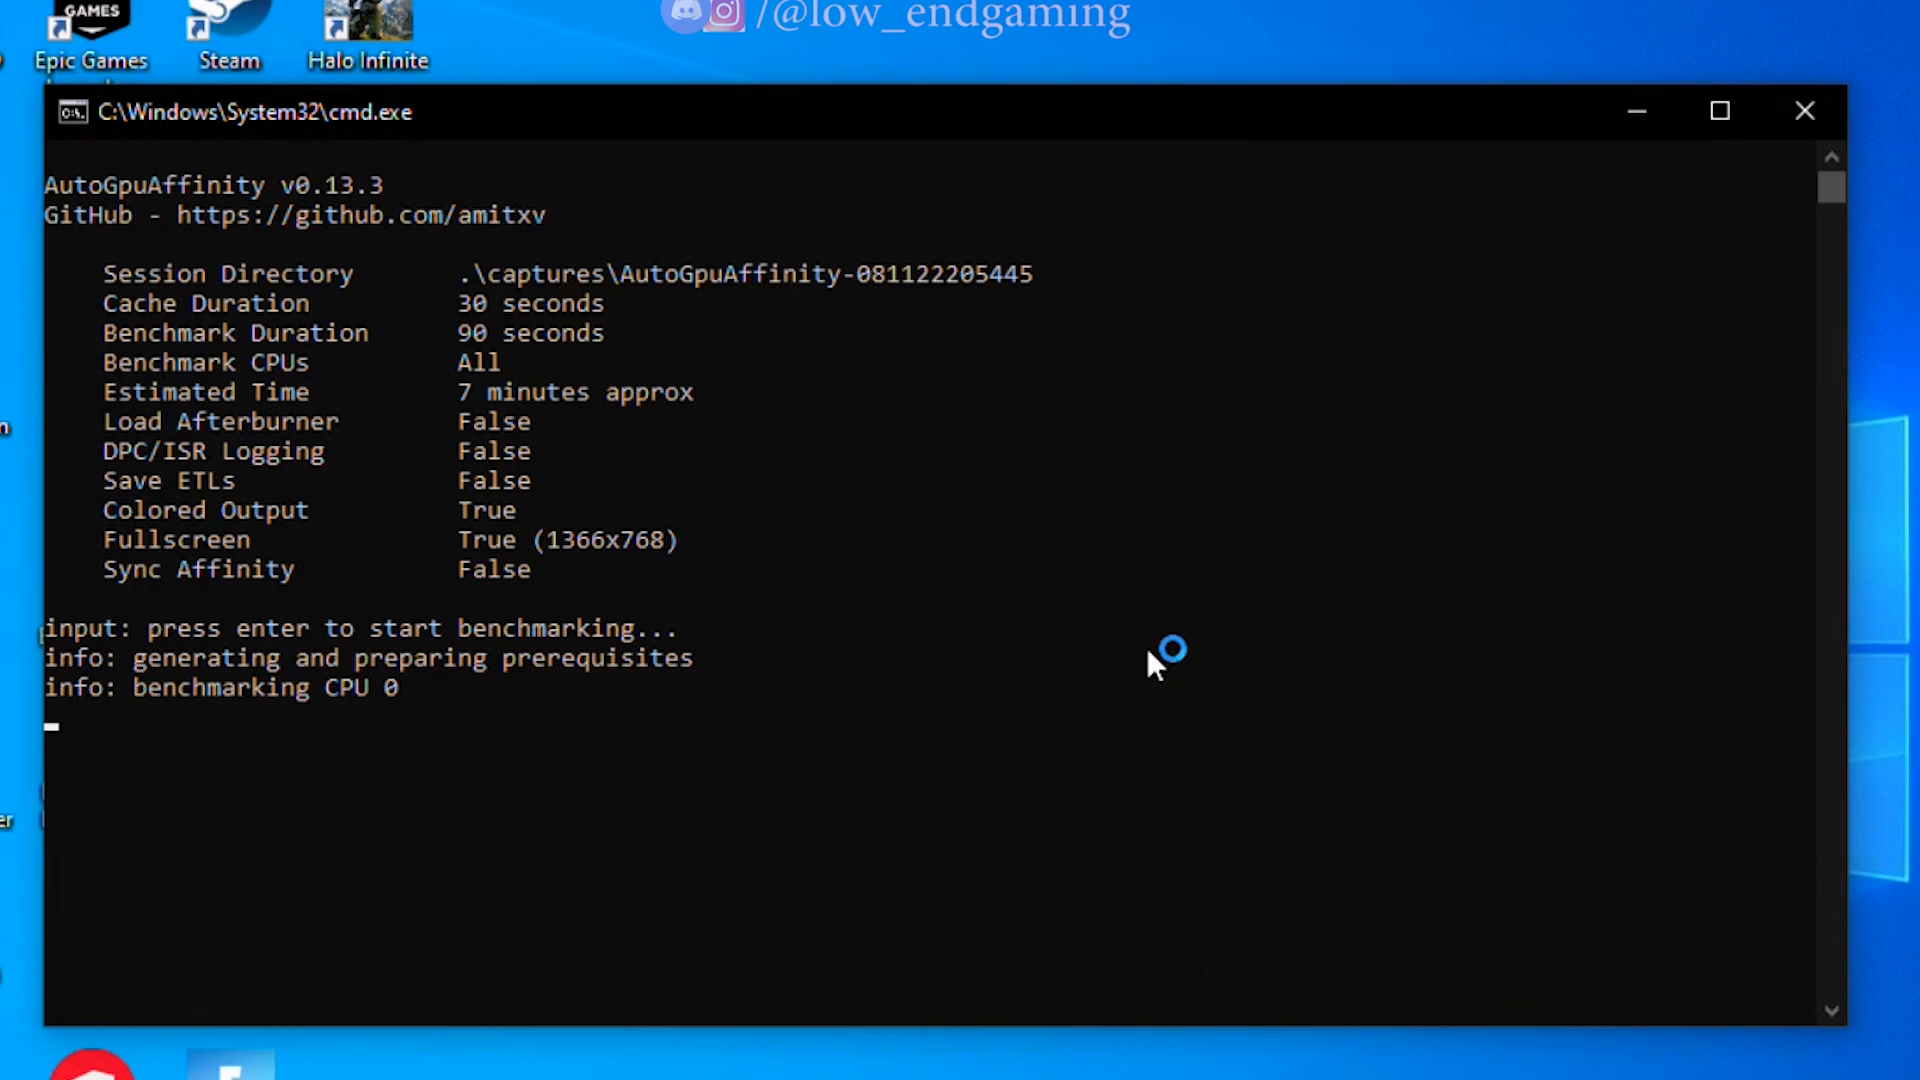 /@low_endgaming
GAMES
Epic Games
Steam
Halo Infinite
C:\Windows\System32\cmd.exe
AutoGpuAffinity v0.13.3
GitHub - https://github.com/amitxv
Session Directory .\captures\AutoGpuAffinity-081122205445
Cache Duration 30 seconds
Benchmark Duration 90 seconds
Benchmark CPUs All
Estimated Time 7 minutes approx
Load Afterburner False
DPC/ISR Logging False
Save ETLs False
Colored Output True
Fullscreen True (1366x768)
Sync Affinity False
input: press enter to start benchmarking...
info: generating and preparing prerequisites
info: benchmarking CPU 0